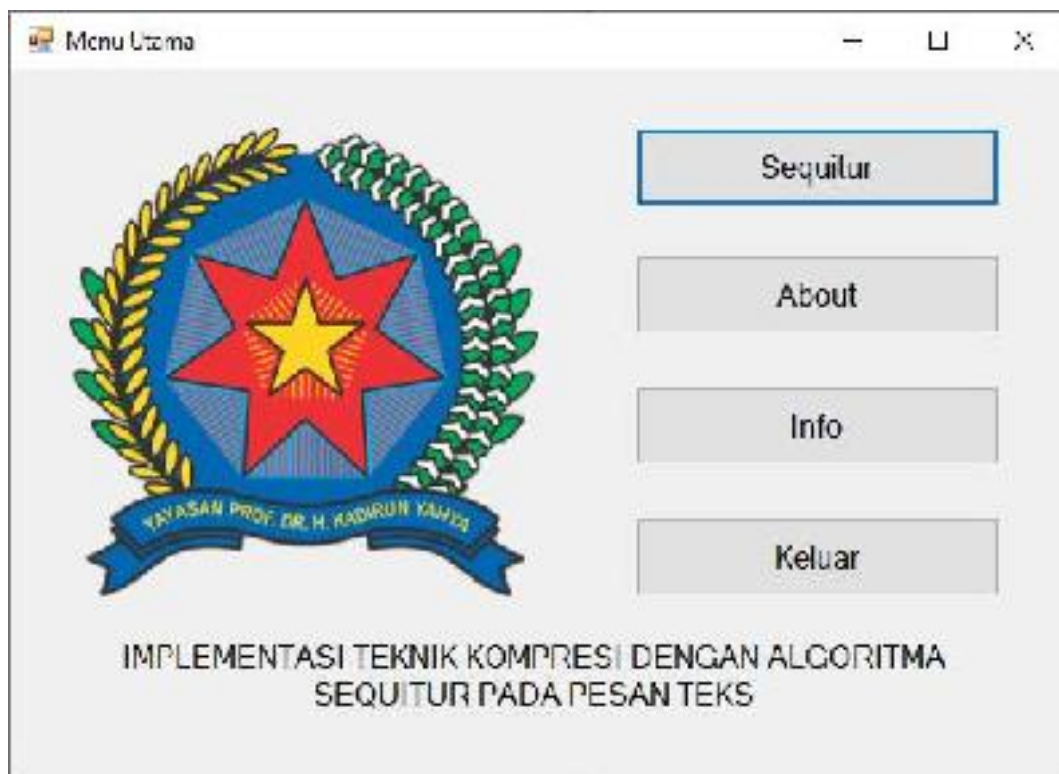 Menu Utama
Sequitur
About
Info
Keluar
YAYASAN PROF. DR. H. KADIRUN YAHYA
IMPLEMENTASI TEKNIK KOMPRESI DENGAN ALGORITMA
SEQUITUR PADA PESAN TEKS